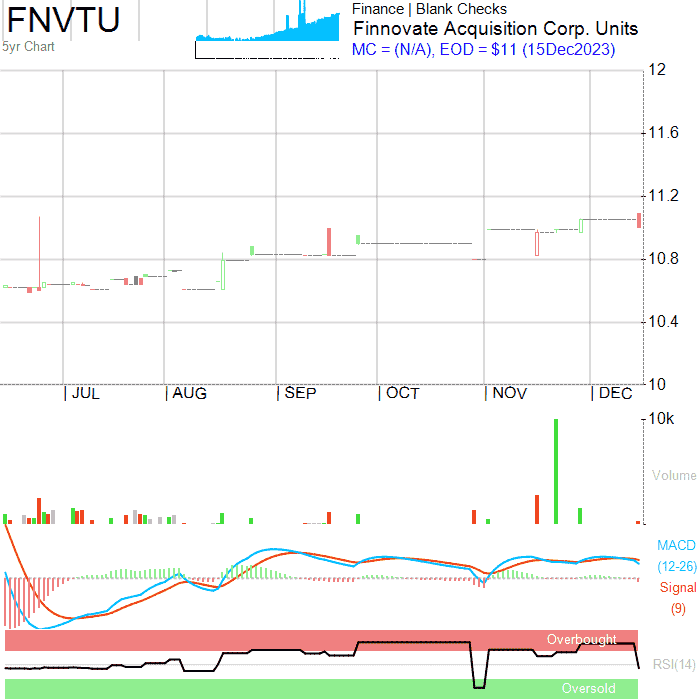 FNVTU
5yr Chart
Finance | Blank Checks
Finnovate Acquisition Corp. Units
MC = (N/A), EOD = $11 (15Dec2023)
12
11.6
11.2
10.8
10.4
10
| JUL | AUG | SEP | OCT | NOV | DEC
10k
Volume
MACD
(12-26)
Signal
(9)
Overbought
RSI(14)
Oversold